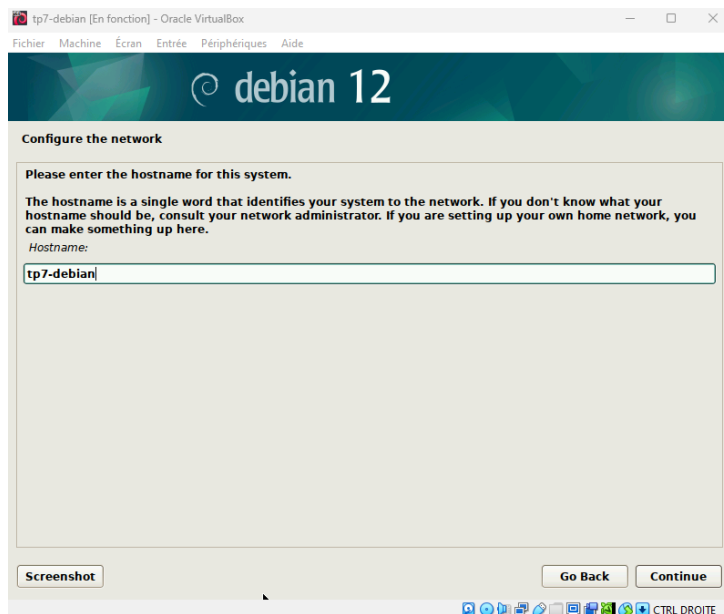 tp7-debian [En fonction] - Oracle VirtualBox
Fichier Machine Écran Entrée Périphériques Aide
debian 12
Configure the network
Please enter the hostname for this system.
The hostname is a single word that identifies your system to the network. If you don't know what your
hostname should be, consult your network administrator. If you are setting up your own home network, you
can make something up here.
Hostname:
tp7-debian
Screenshot
Go Back Continue
CTRL DROITE